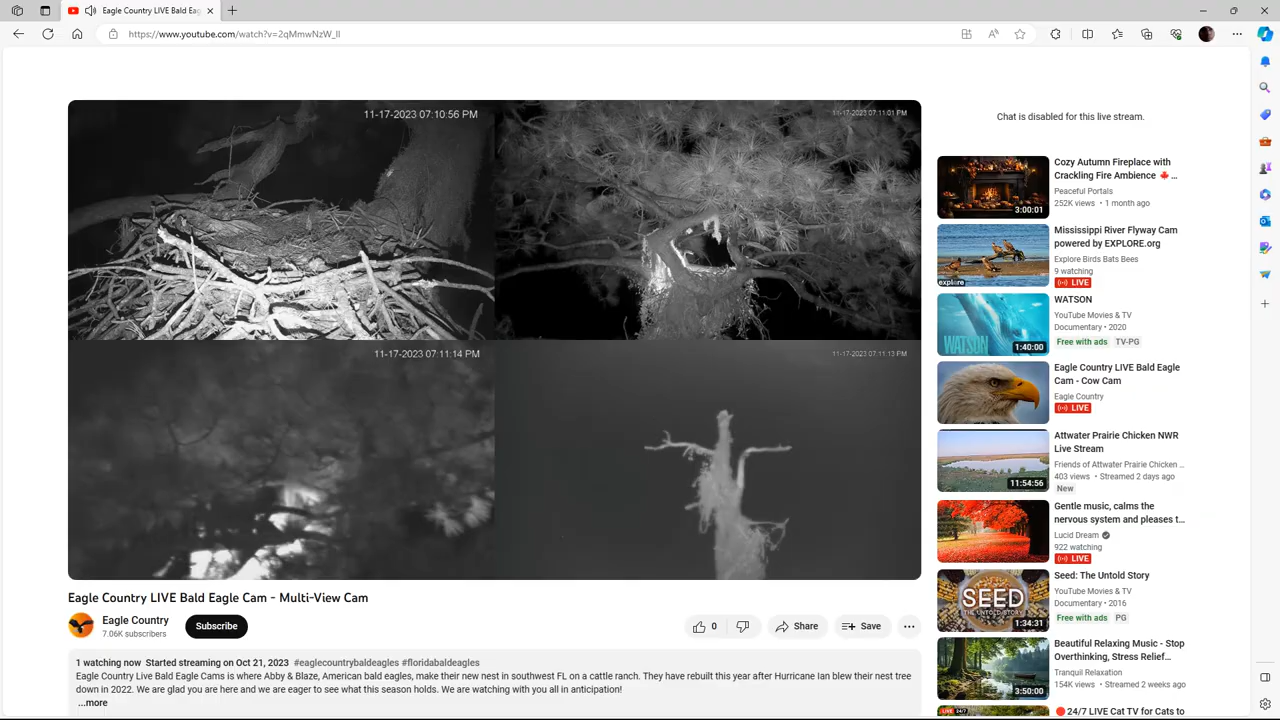 Eagle Country LIVE Bald Eag
https://www.youtube.com/watch?v=2qMmwNzW_lI
11-17-2023 07:10:56 PM
11-17-2023 07:11:01 PM
11-17-2023 07:11:14 PM
11-17-2023 07:11:13 PM
Eagle Country LIVE Bald Eagle Cam - Multi-View Cam
Eagle Country
7.06K subscribers
Subscribe
0
Share
Save
1 watching now Started streaming on Oct 21, 2023 #eaglecountrybaldeagles #floridabaldeagles
Eagle Country Live Bald Eagle Cams is where Abby & Blaze, American bald eagles, make their new nest in southwest FL on a cattle ranch. They have rebuilt this year after Hurricane Ian blew their nest tree
down in 2022. We are glad you are here and we are eager to see what this season holds. We are watching with you all in anticipation!
...more
Chat is disabled for this live stream.
3:00:01
Cozy Autumn Fireplace with
Crackling Fire Ambience 🍁 ...
Peaceful Portals
252K views • 1 month ago
explore
Mississippi River Flyway Cam
powered by EXPLORE.org
Explore Birds Bats Bees
9 watching
LIVE
WATSON
1:40:00
WATSON
YouTube Movies & TV
Documentary • 2020
Free with ads TV-PG
Eagle Country LIVE Bald Eagle
Cam - Cow Cam
Eagle Country
LIVE
11:54:56
Attwater Prairie Chicken NWR
Live Stream
Friends of Attwater Prairie Chicken ...
403 views • Streamed 2 days ago
New
Gentle music, calms the
nervous system and pleases t...
Lucid Dream
922 watching
LIVE
SEED
THE UNTOLD STORY
1:34:31
Seed: The Untold Story
YouTube Movies & TV
Documentary • 2016
Free with ads PG
3:50:00
Beautiful Relaxing Music - Stop
Overthinking, Stress Relief...
Tranquil Relaxation
154K views • Streamed 2 weeks ago
LIVE 24/7
🔴24/7 LIVE Cat TV for Cats to